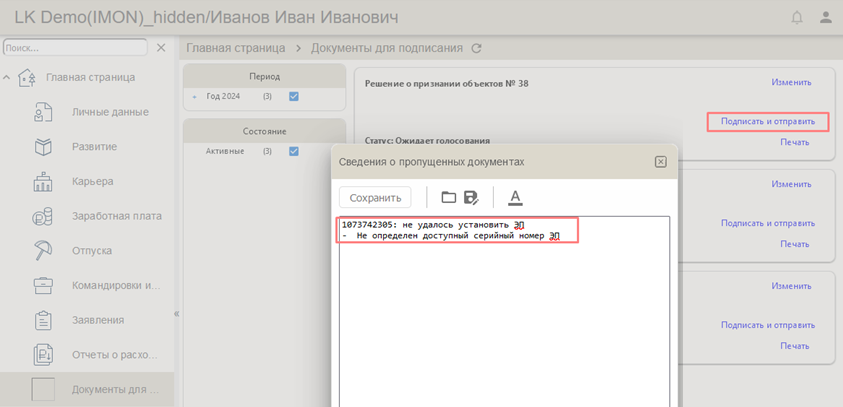 LK Demo(IMON)_hidden/Иванов Иван Иванович
Поиск...
Главная страница
Личные данные
Развитие
Карьера
Заработная плата
Отпуска
Командировки и...
Заявления
Отчеты о расхо...
Документы для ...
Главная страница > Документы для подписания
Период
Год 2024 (3)
Состояние
Активные (3)
Решение о признании объектов № 38
Изменить
Подписать и отправить
Печать
Статус: Ожидает голосования
Изменить
Подписать и отправить
Печать
Изменить
Подписать и отправить
Печать
Сведения о пропущенных документах
Сохранить
A
1073742305: не удалось установить ЭП
- Не определен доступный серийный номер ЭП